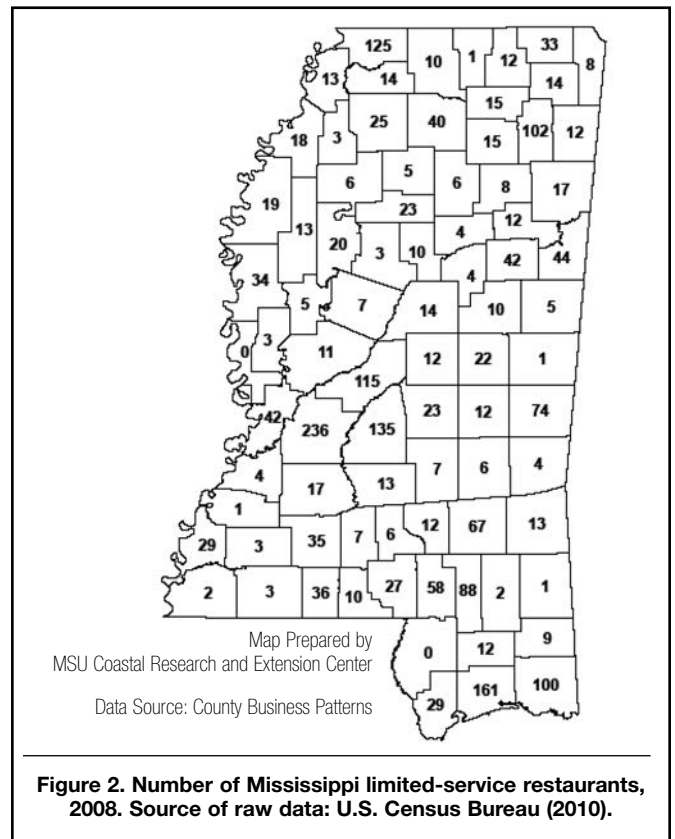 125 10 1 12 33 8
13 14 14
15
25 40 102 12
18 3 15
6 5 6 8 17
19 23
13 20 3 10 4 12
34 4 42 44
5 7 14 10 5
0 3 11 12 22 1
115
42 236 135 23 12 74
4 17 13 7 6 4
1
29 3 35 7 6 12 67 13
2 3 36 10 27 58 88 2 1
Map Prepared by
MSU Coastal Research and Extension Center
0 12 9
Data Source: County Business Patterns
29 161 100
Figure 2. Number of Mississippi limited-service restaurants,
2008. Source of raw data: U.S. Census Bureau (2010).